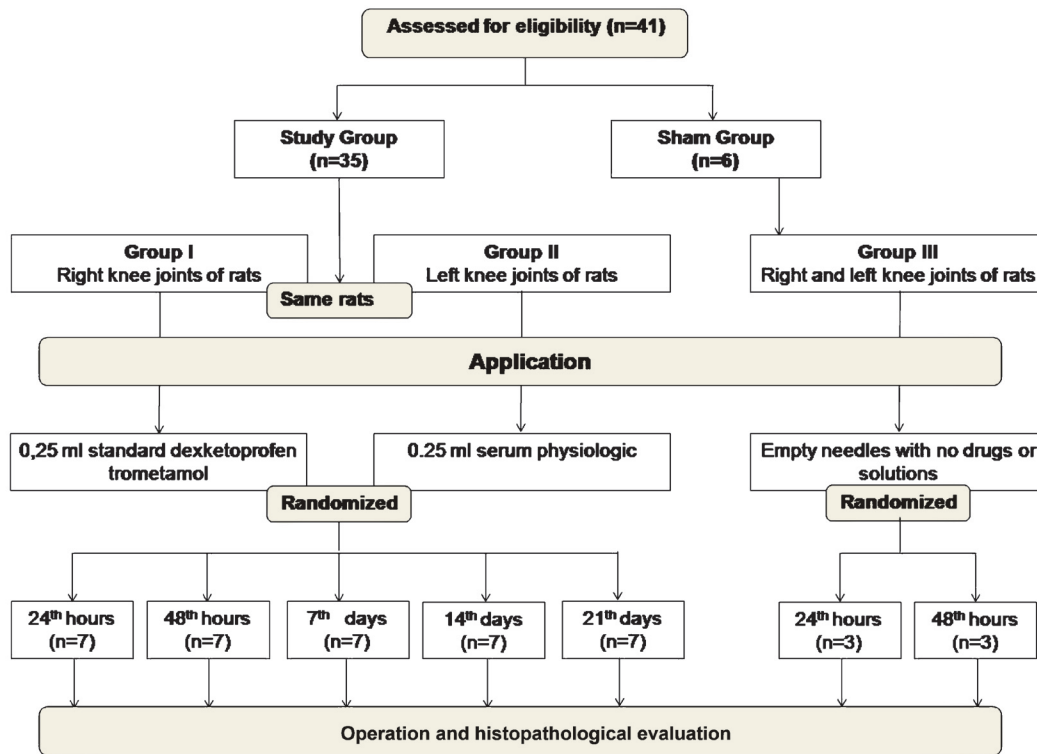 Assessed for eligibility (n=41)
Study Group
(n=35)
Sham Group
(n=6)
Group I
Right knee joints of rats
Group II
Left knee joints of rats
Group III
Right and left knee joints of rats
Same rats
Application
0,25 ml standard dexketoprofen
trometamol
0.25 ml serum physiologic
Empty needles with no drugs or
solutions
Randomized
Randomized
24th hours
(n=7)
48th hours
(n=7)
7th days
(n=7)
14th days
(n=7)
21th days
(n=7)
24th hours
(n=3)
48th hours
(n=3)
Operation and histopathological evaluation